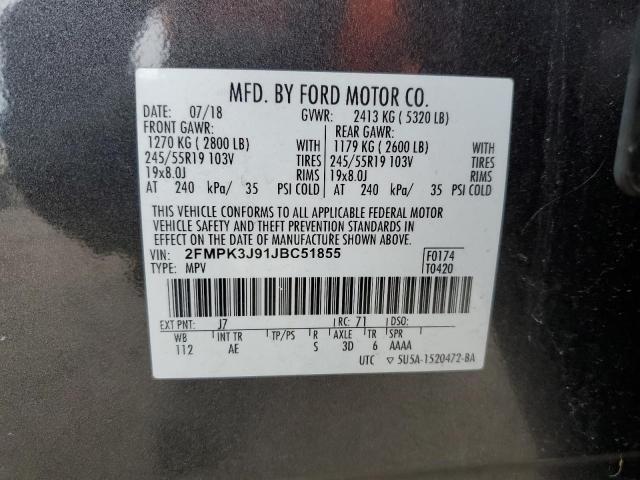 MFD. BY FORD MOTOR CO.
DATE: 07/18 GVWR: 2413 KG ( 5320 LB)
FRONT GAWR: REAR GAWR:
1270 KG ( 2800 LB) WITH 1179 KG ( 2600 LB) WITH
245/55R19 103V TIRES 245/55R19 103V TIRES
19x8.0J RIMS 19x8.0J RIMS
AT 240 kPa/ 35 PSI COLD AT 240 kPa/ 35 PSI COLD
THIS VEHICLE CONFORMS TO ALL APPLICABLE FEDERAL MOTOR
VEHICLE SAFETY AND THEFT PREVENTION STANDARDS IN
EFFECT ON THE DATE OF MANUFACTURE SHOWN ABOVE.
VIN: 2FMPK3J91JBC51855 F0174
TYPE: MPV T0420
EXT PNT: J7 RC: 71 DSO:
WB INT TR TP/PS R AXLE TR SPR
112 AE S 3D 6 AAAA
UTC ▽ 5U5A-1520472-BA